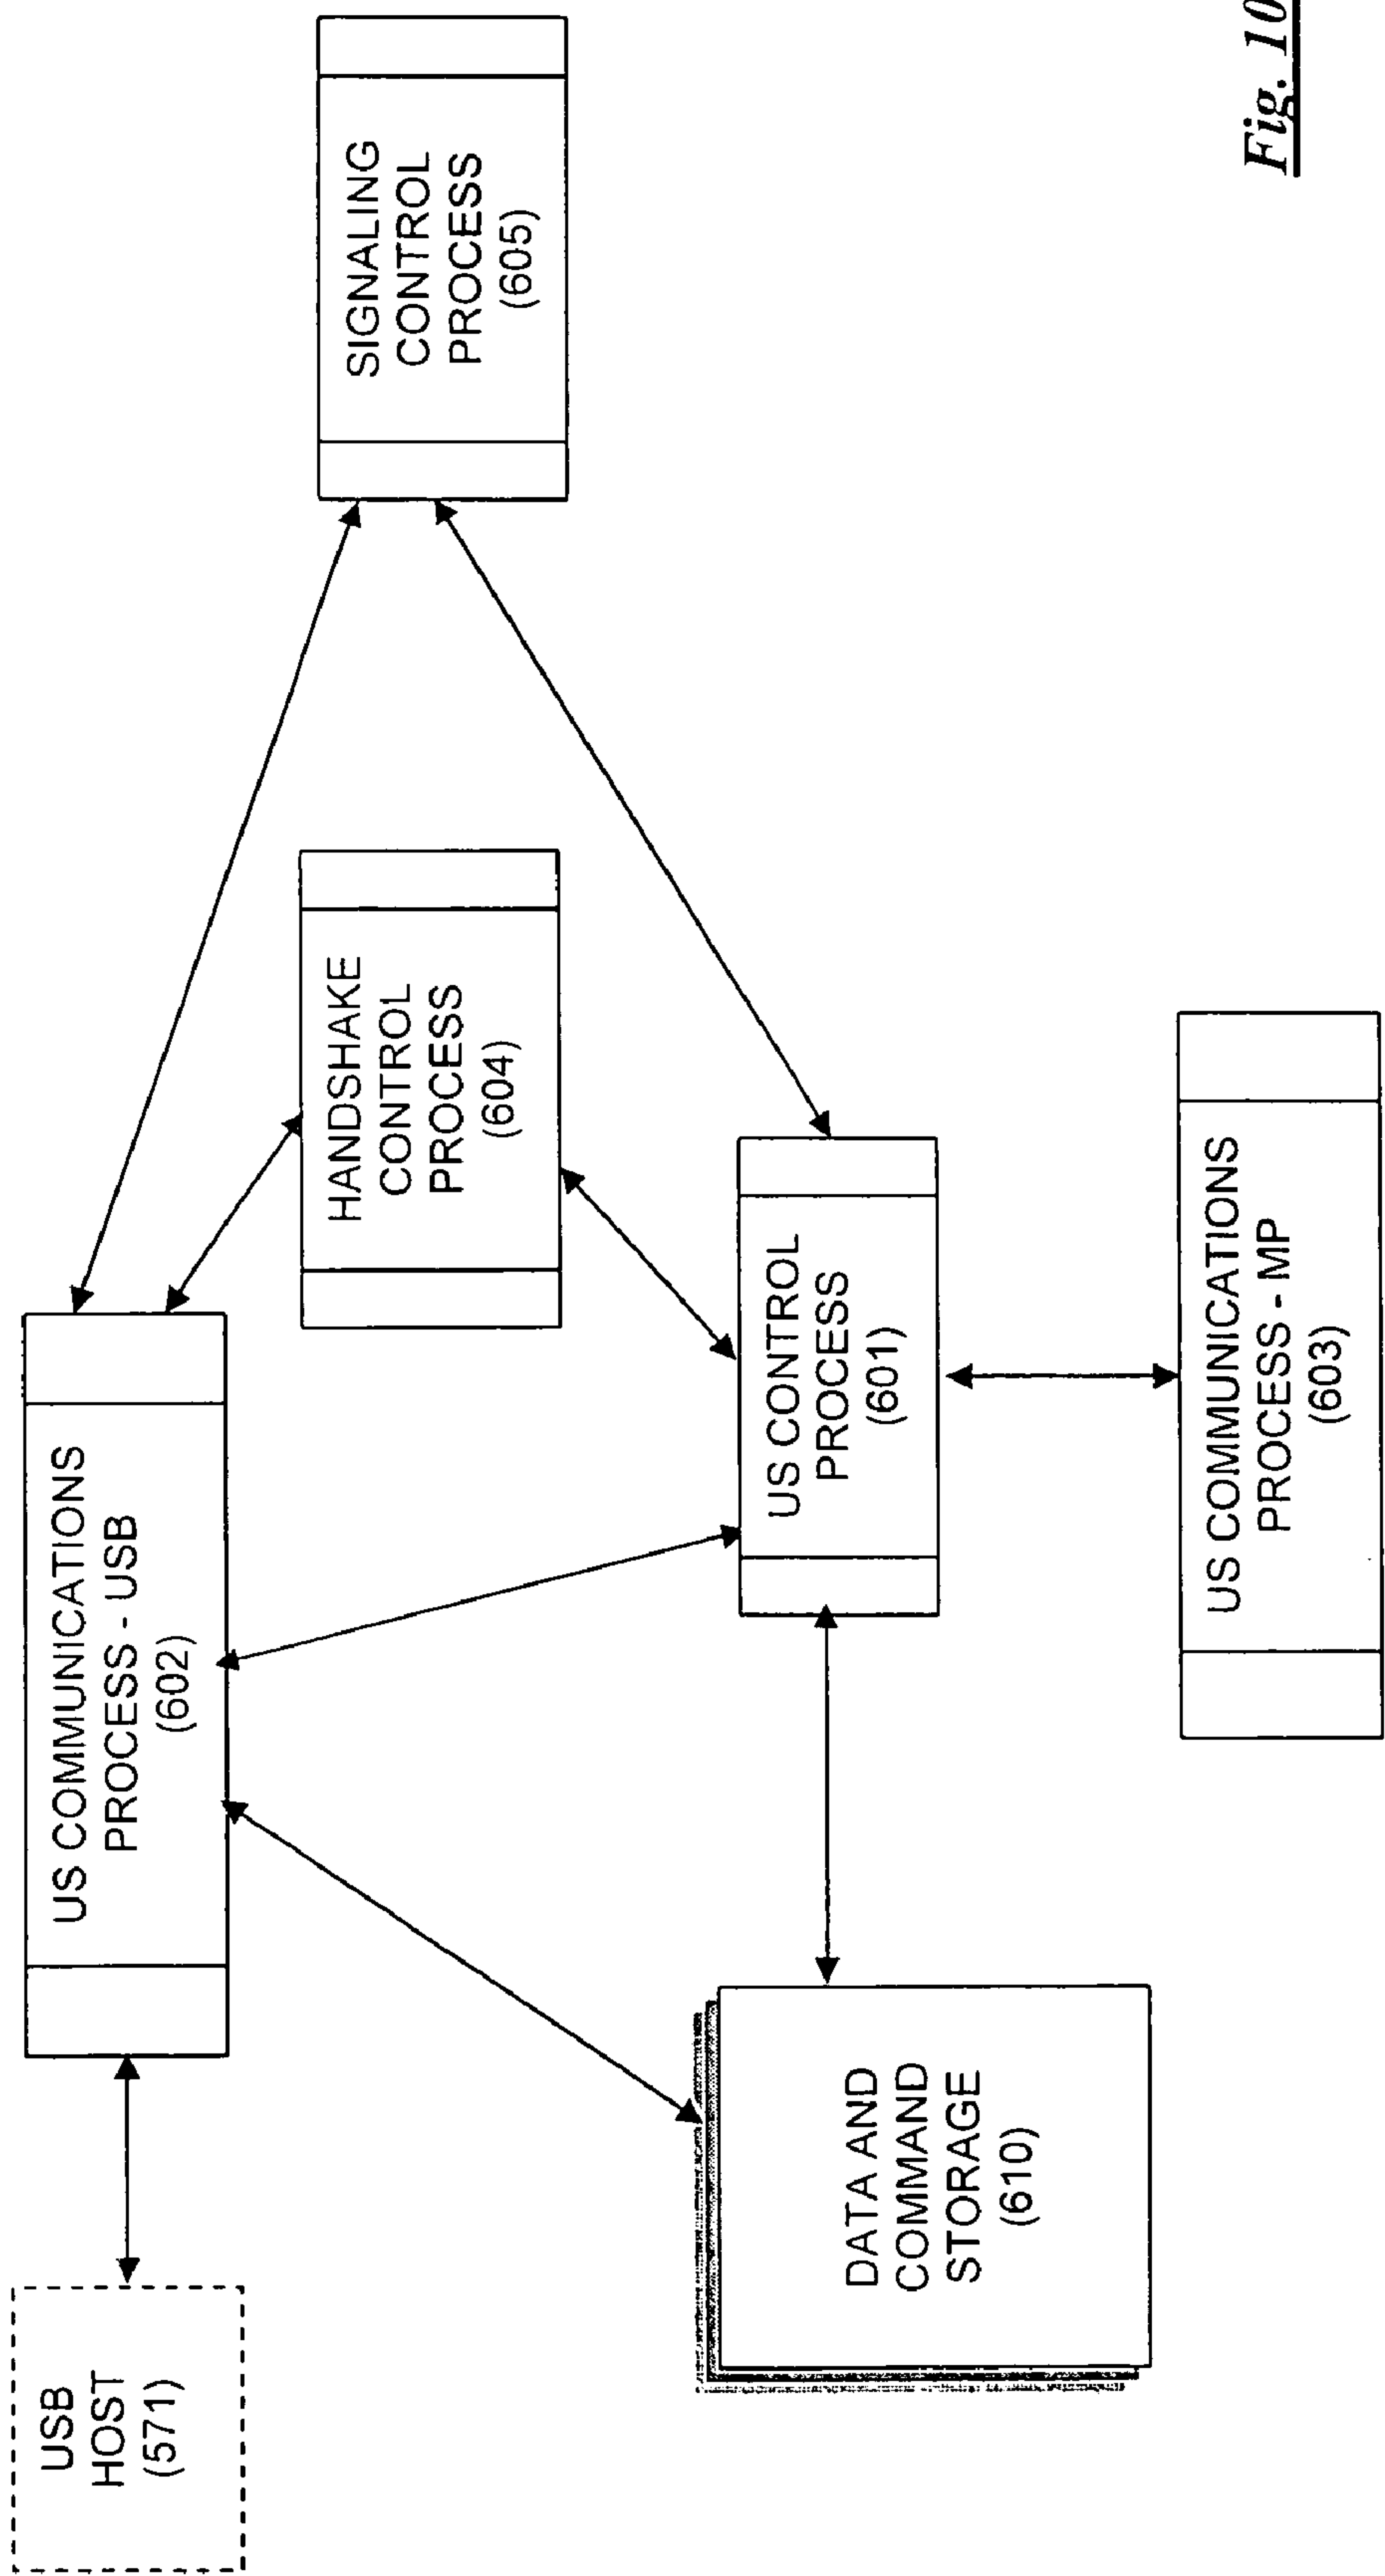 USB
HOST
(571)
US COMMUNICATIONS
PROCESS - USB
(602)
HANDSHAKE
CONTROL
PROCESS
(604)
SIGNALING
CONTROL
PROCESS
(605)
DATA AND
COMMAND
STORAGE
(610)
US CONTROL
PROCESS
(601)
US COMMUNICATIONS
PROCESS - MP
(603)
Fig. 10